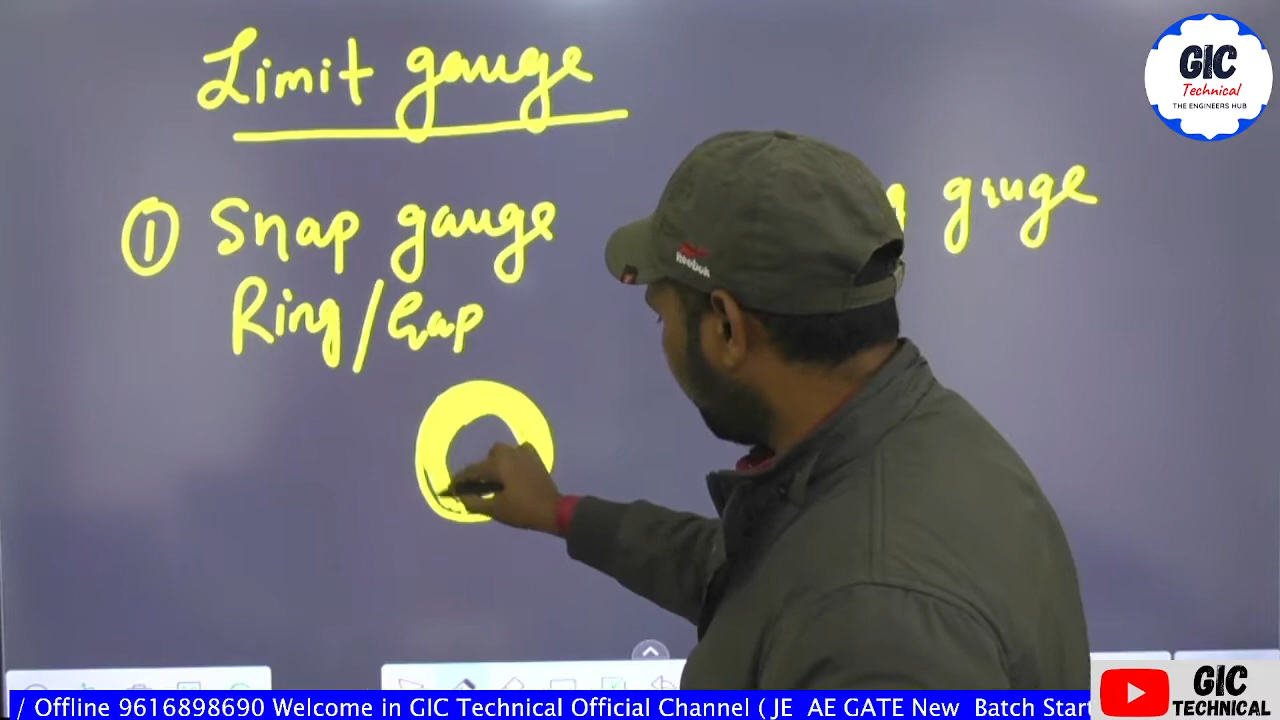 Limit gauge
① Snap gauge
gauge
Ring/Gap
GIC
Technical
THE ENGINEERS HUB
Reebok
/ Offline 9616898690 Welcome in GIC Technical Official Channel ( JE AE GATE New Batch Start
GIC
TECHNICAL